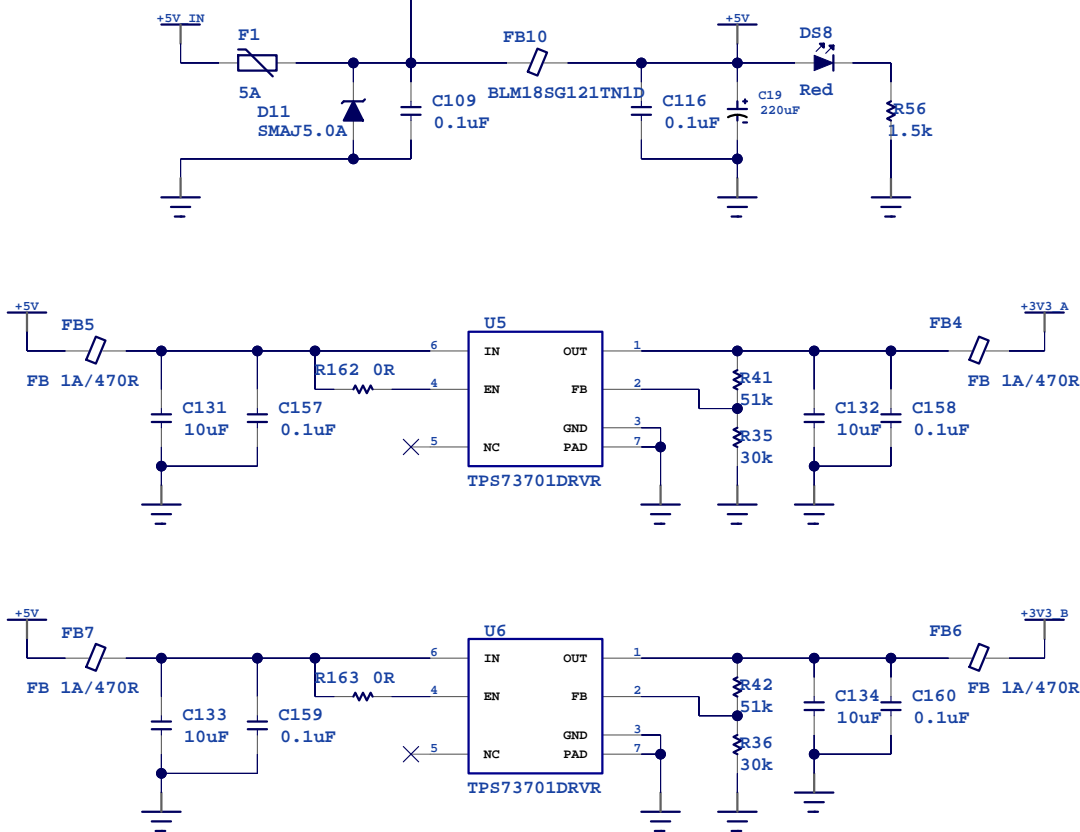 +5V_IN
+5V
F1
DS8
FB10
5A
BLM18SG121TN1D
Red
D11
SMAJ5.0A
C109
0.1uF
C116
0.1uF
C19
220uF
R56
1.5k
+5V
+3V3_A
FB5
U5
FB4
6 IN OUT 1
FB 1A/470R
R162 0R
FB 1A/470R
4 EN FB 2
R41
51k
C131
10uF
C157
0.1uF
GND 3
5 NC PAD 7
R35
30k
C132
10uF
C158
0.1uF
TPS73701DRVR
+5V
+3V3_B
FB7
U6
FB6
6 IN OUT 1
FB 1A/470R
R163 0R
FB 1A/470R
4 EN FB 2
R42
51k
C133
10uF
C159
0.1uF
GND 3
5 NC PAD 7
R36
30k
C134
10uF
C160
0.1uF
TPS73701DRVR